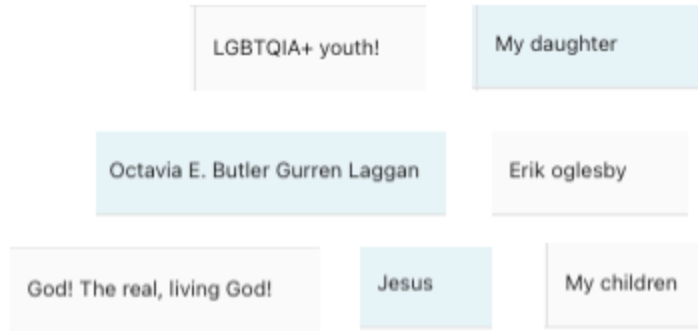 LGBTQIA+ youth!
My daughter
Octavia E. Butler Gurren Laggan
Erik oglesby
God! The real, living God!
Jesus
My children